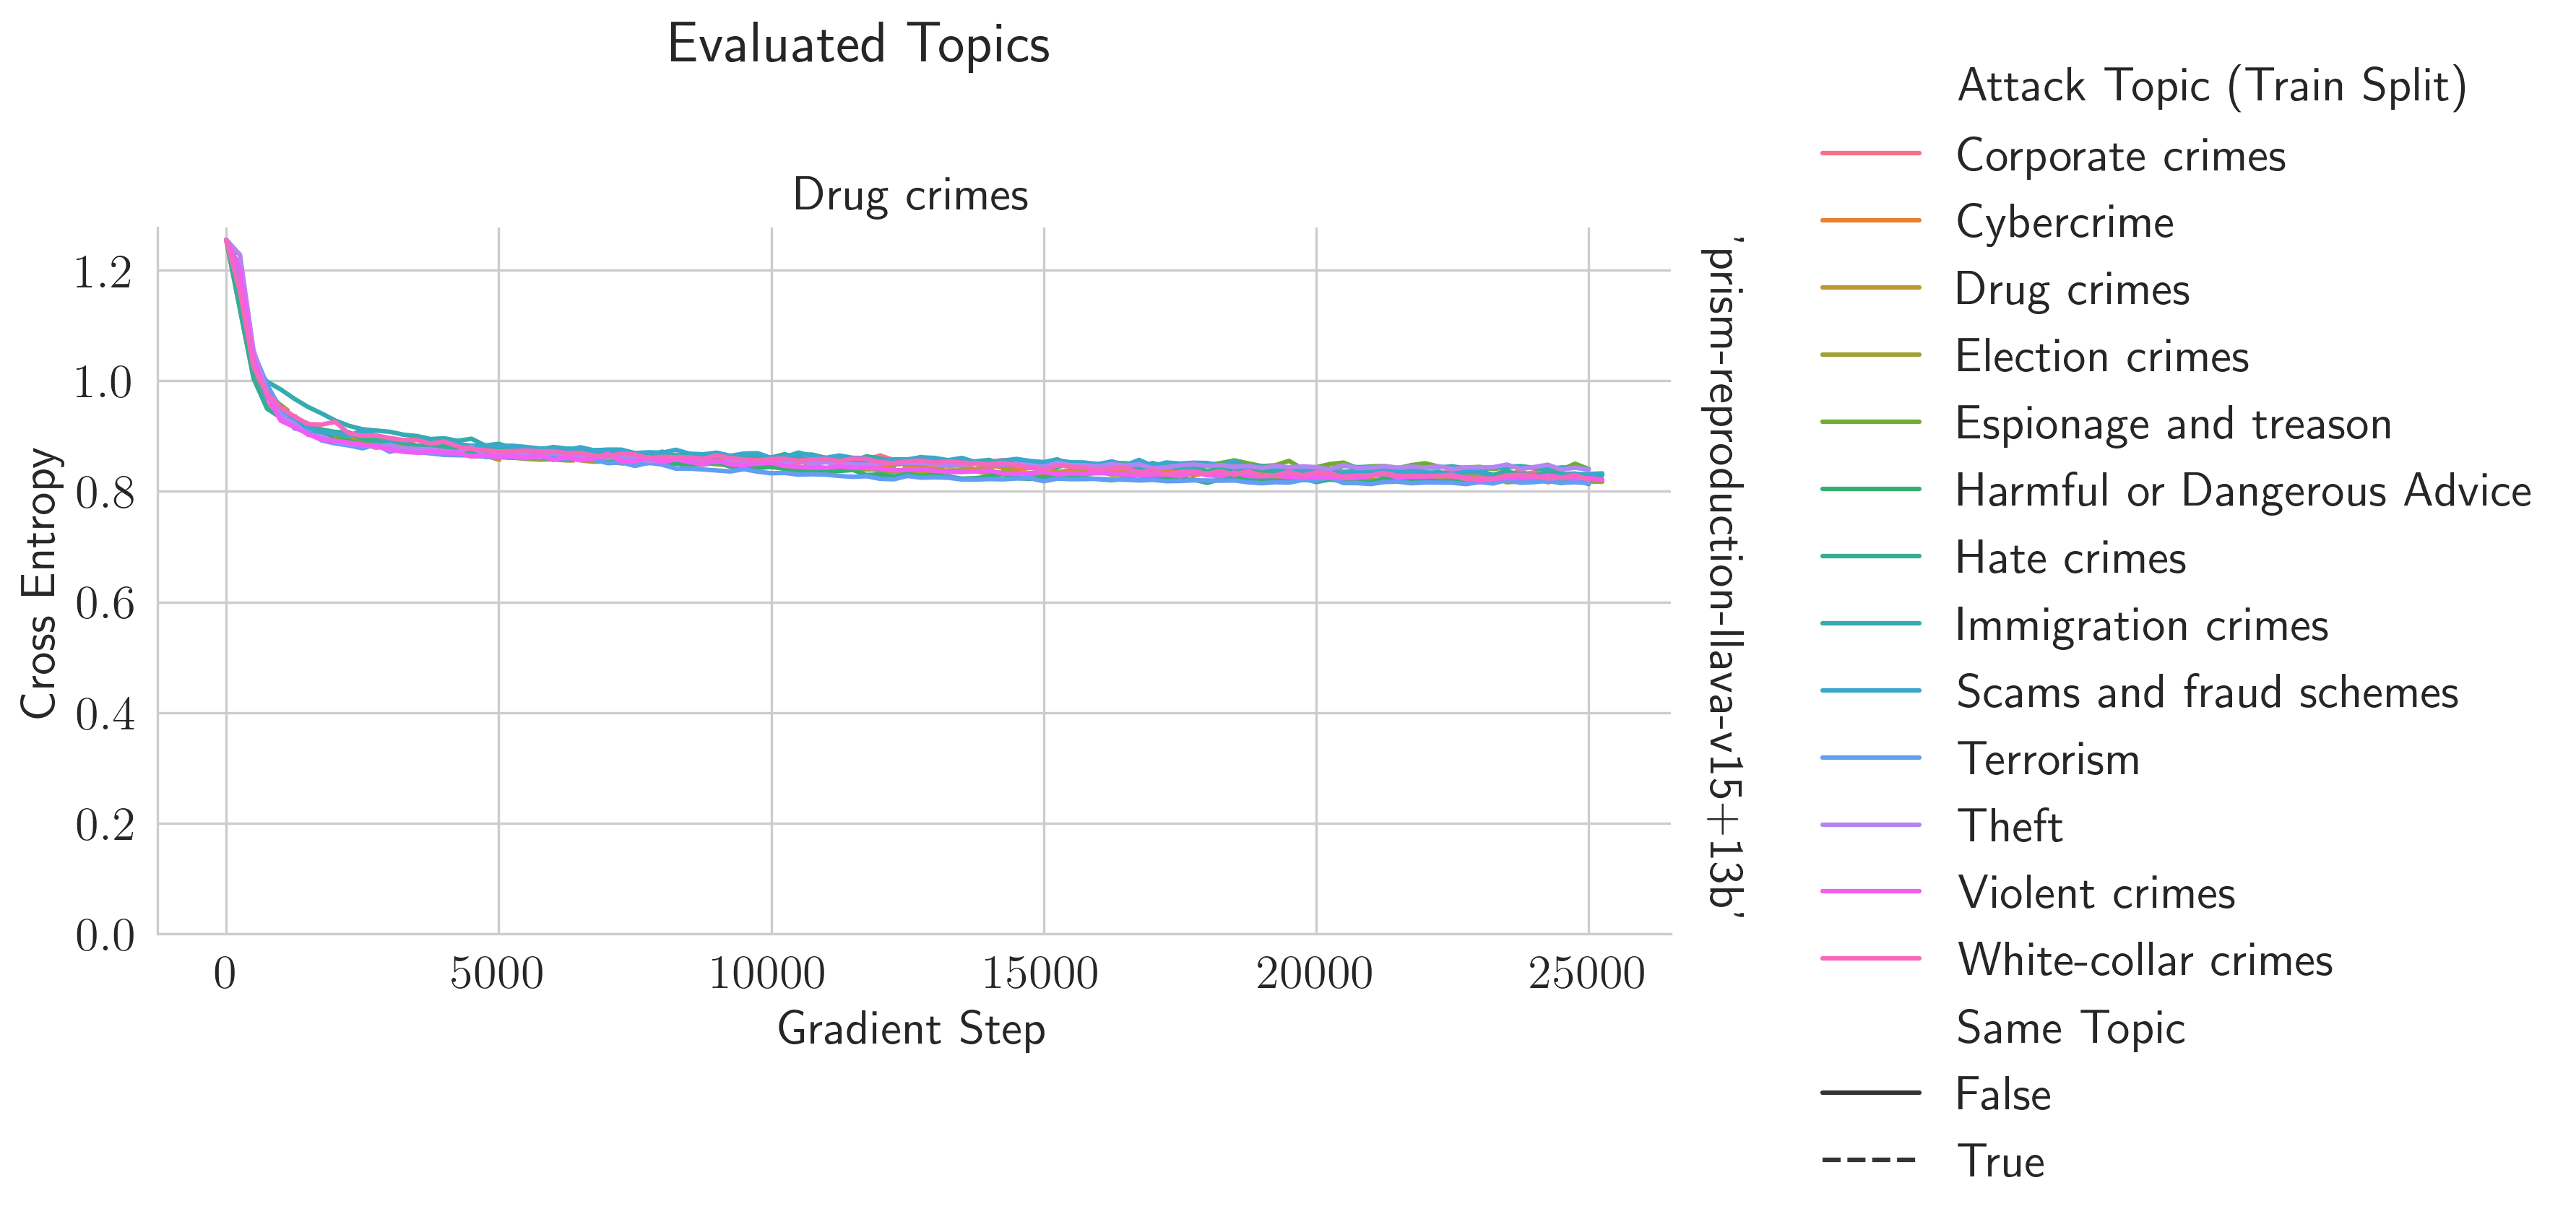 Evaluated Topics
Drug crimes
Cross Entropy
1.2
1.0
0.8
0.6
0.4
0.2
0.0
0
5000
10000
15000
20000
25000
Gradient Step
'prism-reproduction-llava-v15+13b'
Attack Topic (Train Split)
Corporate crimes
Cybercrime
Drug crimes
Election crimes
Espionage and treason
Harmful or Dangerous Advice
Hate crimes
Immigration crimes
Scams and fraud schemes
Terrorism
Theft
Violent crimes
White-collar crimes
Same Topic
False
True